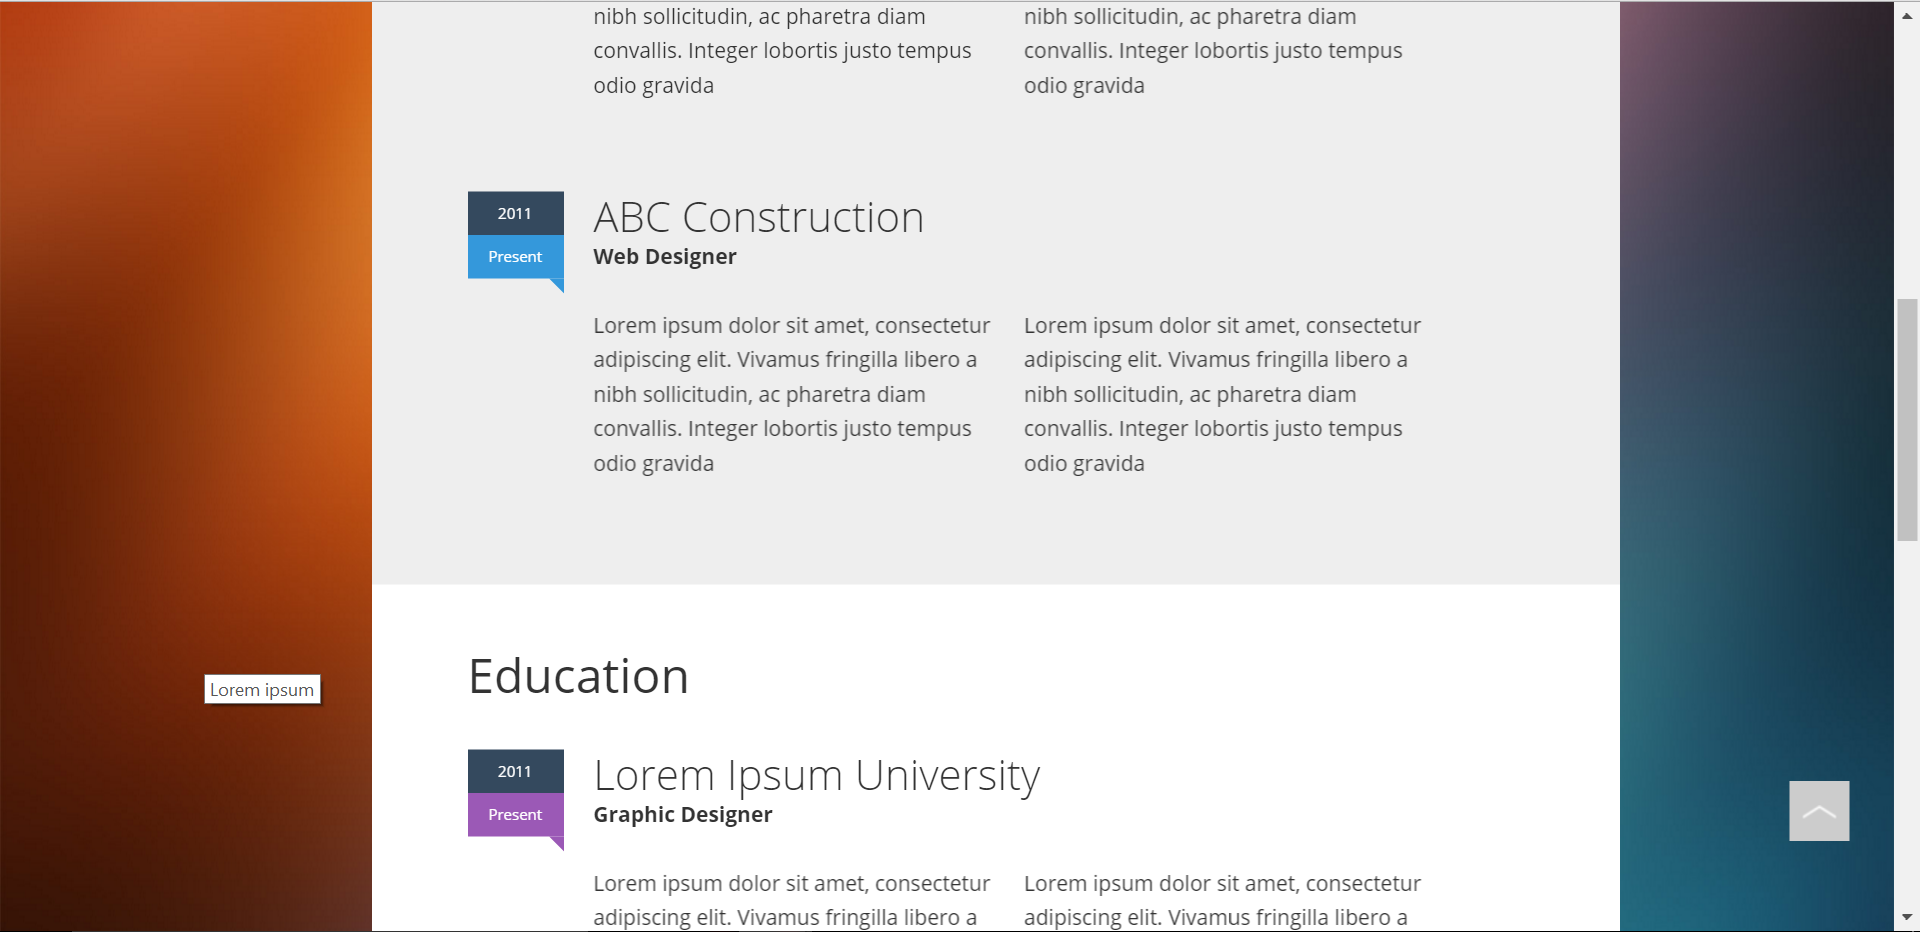 nibh sollicitudin, ac pharetra diam
convallis. Integer lobortis justo tempus
odio gravida
nibh sollicitudin, ac pharetra diam
convallis. Integer lobortis justo tempus
odio gravida
2011
Present
ABC Construction
Web Designer
Lorem ipsum dolor sit amet, consectetur
adipiscing elit. Vivamus fringilla libero a
nibh sollicitudin, ac pharetra diam
convallis. Integer lobortis justo tempus
odio gravida
Lorem ipsum dolor sit amet, consectetur
adipiscing elit. Vivamus fringilla libero a
nibh sollicitudin, ac pharetra diam
convallis. Integer lobortis justo tempus
odio gravida
Education
Lorem ipsum
2011
Present
Lorem Ipsum University
Graphic Designer
Lorem ipsum dolor sit amet, consectetur
adipiscing elit. Vivamus fringilla libero a
Lorem ipsum dolor sit amet, consectetur
adipiscing elit. Vivamus fringilla libero a